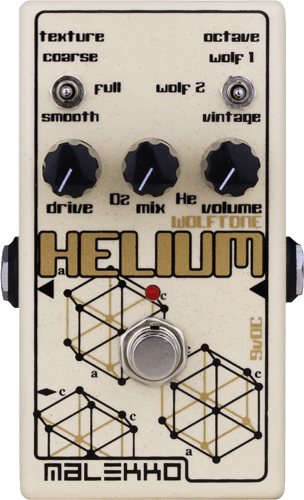 texture octave
coarse wolf 1
full wolf 2
smooth vintage
O2 He
drive mix volume
WOLFTONE
HELIUM
a c
9vDC
c c
a a
MALEKKO